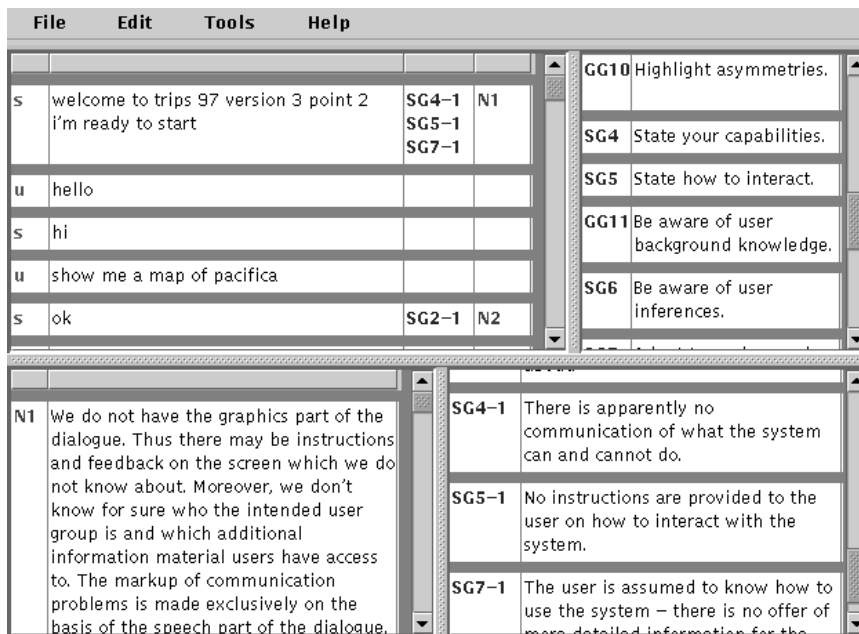 File Edit Tools Help
s welcome to trips 97 version 3 point 2 SG4-1 N1
i'm ready to start SG5-1
SG7-1
u hello
s hi
u show me a map of pacifica
s ok SG2-1 N2
GG10 Highlight asymmetries.
SG4 State your capabilities.
SG5 State how to interact.
GG11 Be aware of user
background knowledge.
SG6 Be aware of user
inferences.
N1 We do not have the graphics part of the
dialogue. Thus there may be instructions
and feedback on the screen which we do
not know about. Moreover, we don't
know for sure who the intended user
group is and which additional
information material users have access
to. The markup of communication
problems is made exclusively on the
basis of the speech part of the dialogue.
SG4-1 There is apparently no
communication of what the system
can and cannot do.
SG5-1 No instructions are provided to the
user on how to interact with the
system.
SG7-1 The user is assumed to know how to
use the system – there is no offer of
more detailed information for the